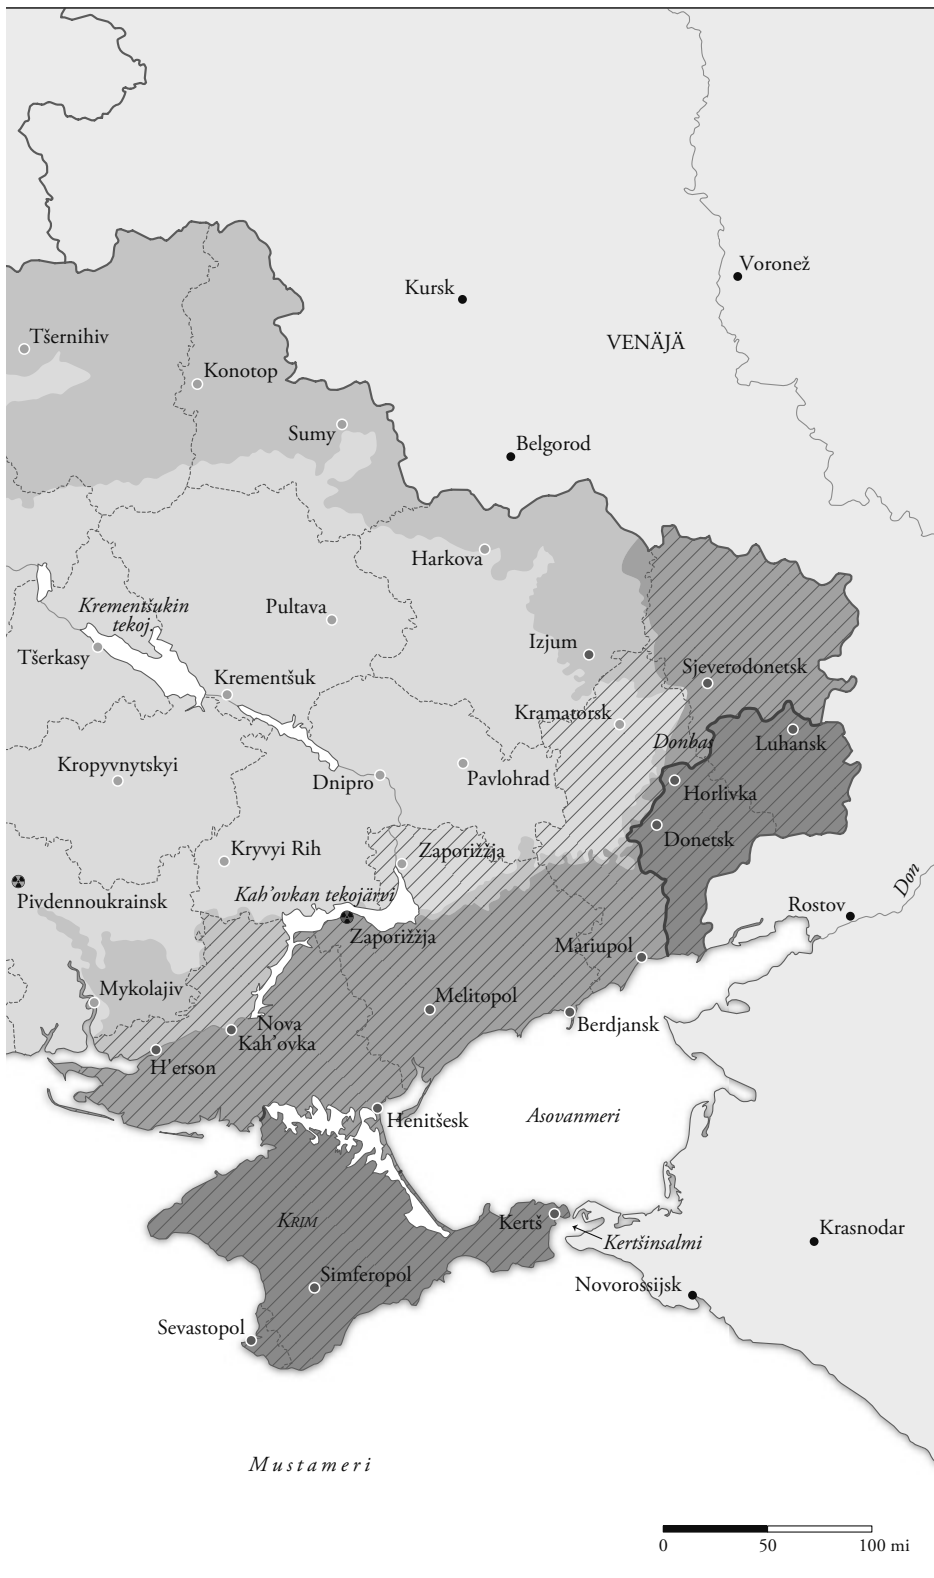 Voronež
Kursk
VENÄJÄ
Tšernihiv
Konotop
Sumy
Belgorod
Harkova
Krementšukin
tekoj.
Pultava
Izjum
Tšerkasy
Sjeverodonetsk
Krementšuk
Kramatorsk
Donbas
Luhansk
Kropyvnytskyi
Dnipro
Pavlohrad
Horlivka
Donetsk
Kryvyi Rih
Zaporižžja
Don
Kah’ovkan tekojärvi
Pivdennoukrainsk
Rostov
Zaporižžja
Mariupol
Mykolajiv
Melitopol
Nova
Kah’ovka
Berdjansk
H’erson
Henitšesk
Asovanmeri
KRIM
Kertš
Krasnodar
Kertšinsalmi
Simferopol
Novorossijsk
Sevastopol
Mustameri
0 50 100 mi